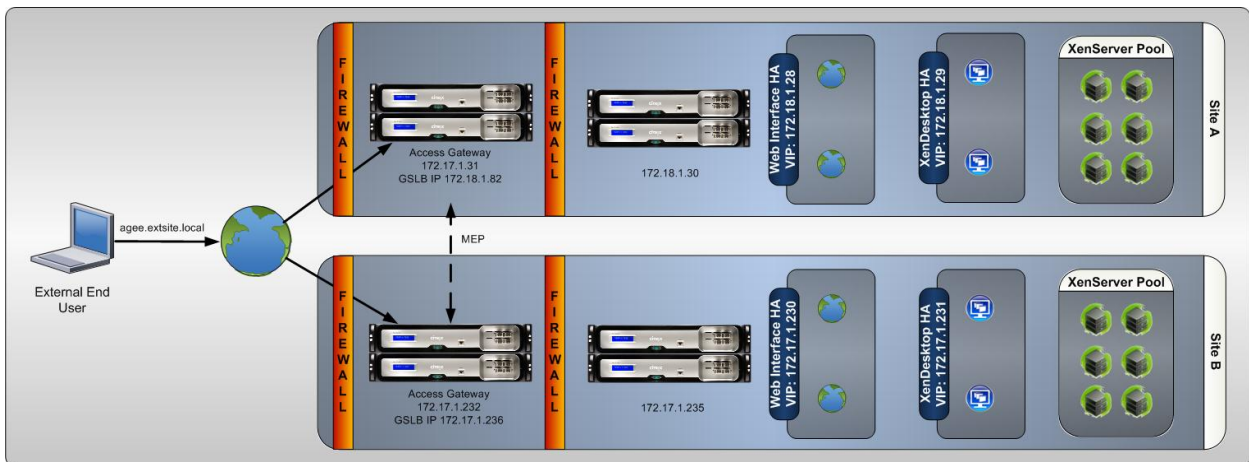 agee.extsite.local
External End
User
FIREWALL
Access Gateway
172.17.1.31
GSLB IP 172.18.1.82
FIREWALL
172.18.1.30
Web Interface HA
VIP: 172.18.1.28
XenDesktop HA
VIP: 172.18.1.29
XenServer Pool
Site A
MEP
FIREWALL
Access Gateway
172.17.1.232
GSLB IP 172.17.1.236
FIREWALL
172.17.1.235
Web Interface HA
VIP: 172.17.1.230
XenDesktop HA
VIP: 172.17.1.231
XenServer Pool
Site B